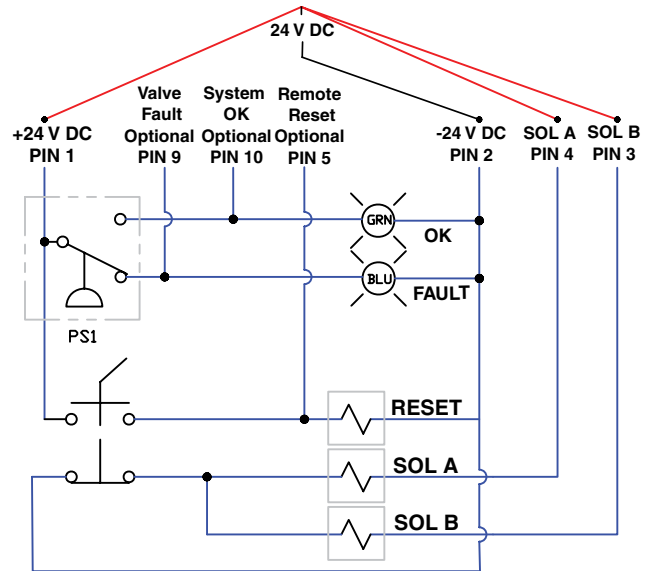 24 V DC
+24 V DC
PIN 1
Valve
Fault
Optional
PIN 9
System
OK
Optional
PIN 10
Remote
Reset
Optional
PIN 5
-24 V DC
PIN 2
SOL A
PIN 4
SOL B
PIN 3
GRN
OK
BLU
FAULT
PS1
RESET
SOL A
SOL B